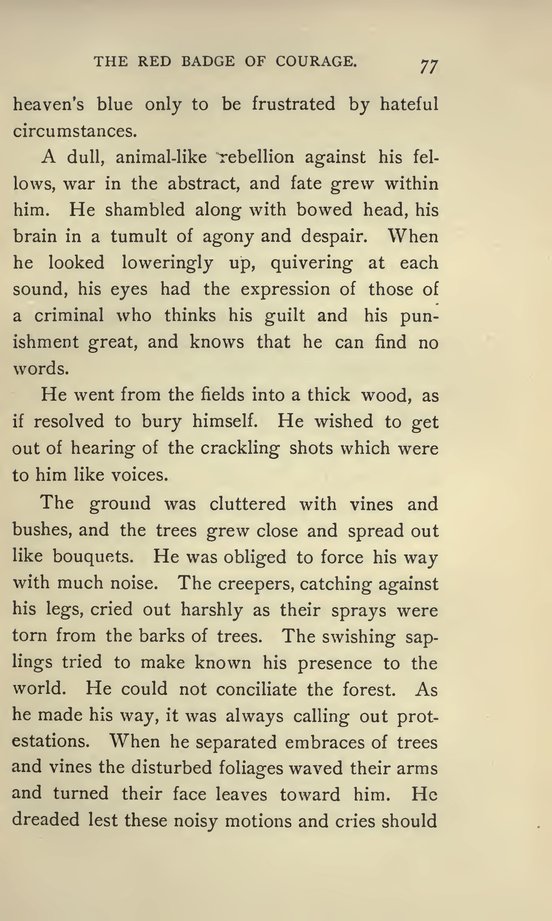 THE RED BADGE OF COURAGE. 77
heaven's blue only to be frustrated by hateful
circumstances.
A dull, animal-like rebellion against his fel-
lows, war in the abstract, and fate grew within
him. He shambled along with bowed head, his
brain in a tumult of agony and despair. When
he looked loweringly up, quivering at each
sound, his eyes had the expression of those of
a criminal who thinks his guilt and his pun-
ishment great, and knows that he can find no
words.
He went from the fields into a thick wood, as
if resolved to bury himself. He wished to get
out of hearing of the crackling shots which were
to him like voices.
The ground was cluttered with vines and
bushes, and the trees grew close and spread out
like bouquets. He was obliged to force his way
with much noise. The creepers, catching against
his legs, cried out harshly as their sprays were
torn from the barks of trees. The swishing sap-
lings tried to make known his presence to the
world. He could not conciliate the forest. As
he made his way, it was always calling out prot-
estations. When he separated embraces of trees
and vines the disturbed foliages waved their arms
and turned their face leaves toward him. He
dreaded lest these noisy motions and cries should